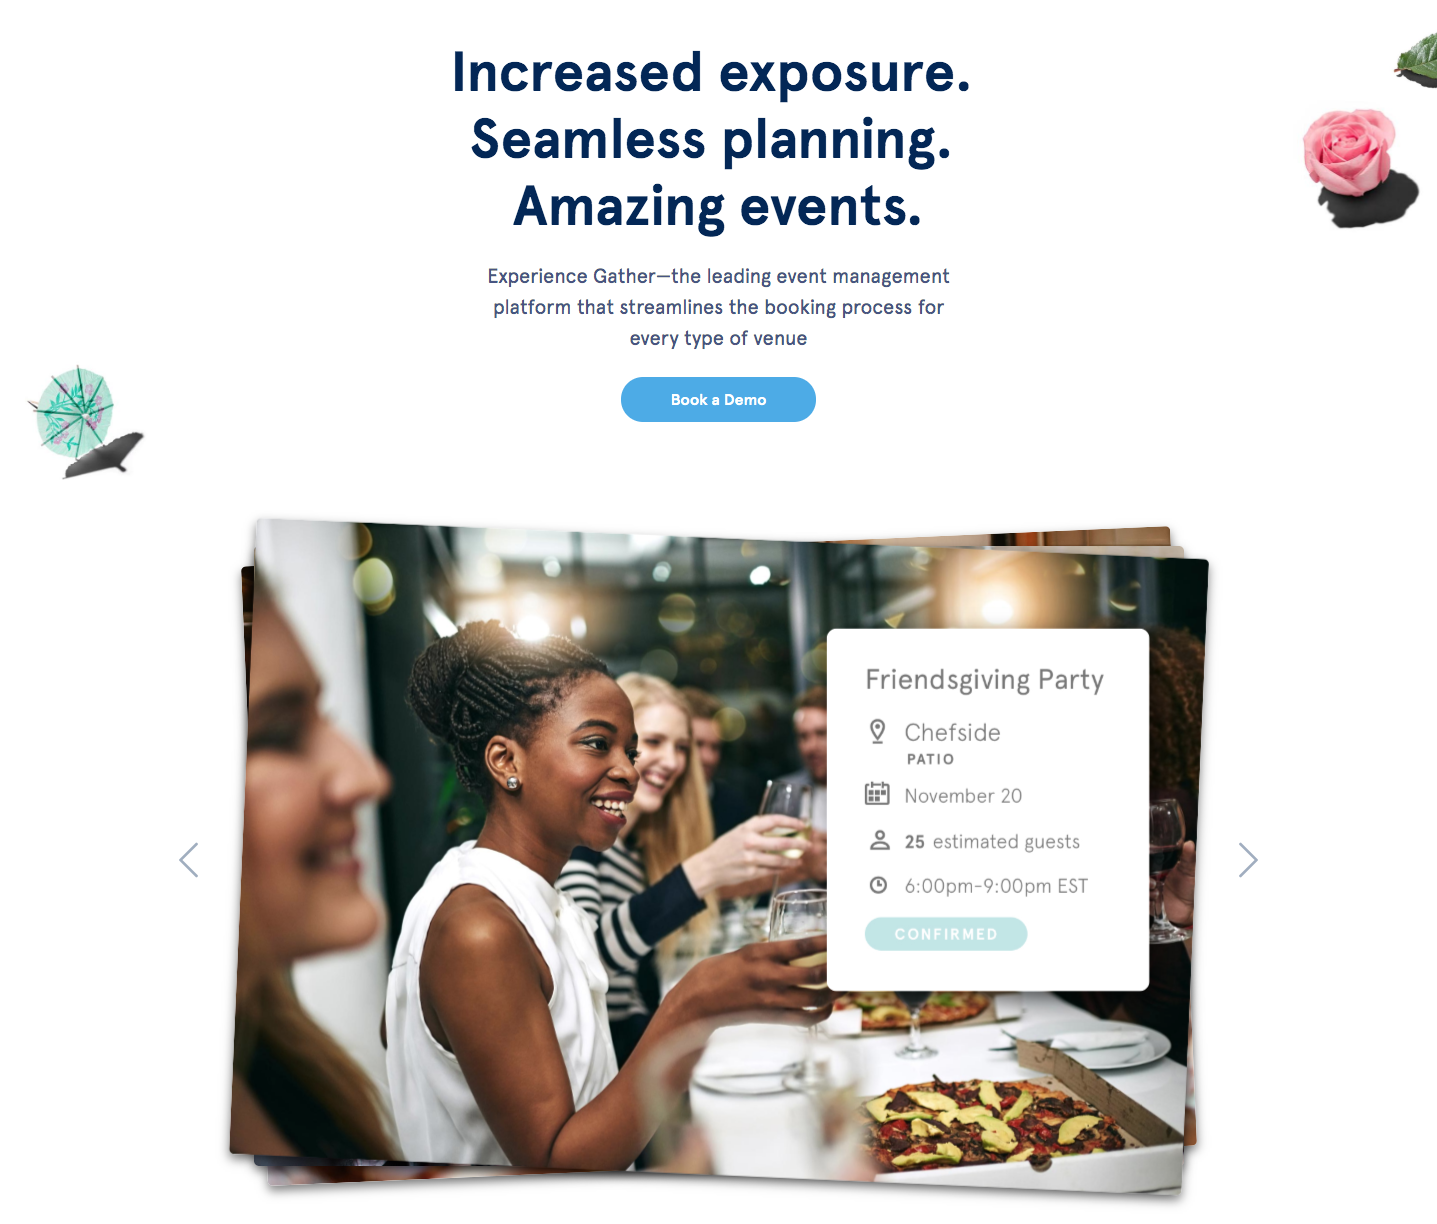 Increased exposure.
Seamless planning.
Amazing events.
Experience Gather—the leading event management
platform that streamlines the booking process for
every type of venue
Book a Demo
Friendsgiving Party
Chefside
PATIO
November 20
25 estimated guests
6:00pm-9:00pm EST
CONFIRMED